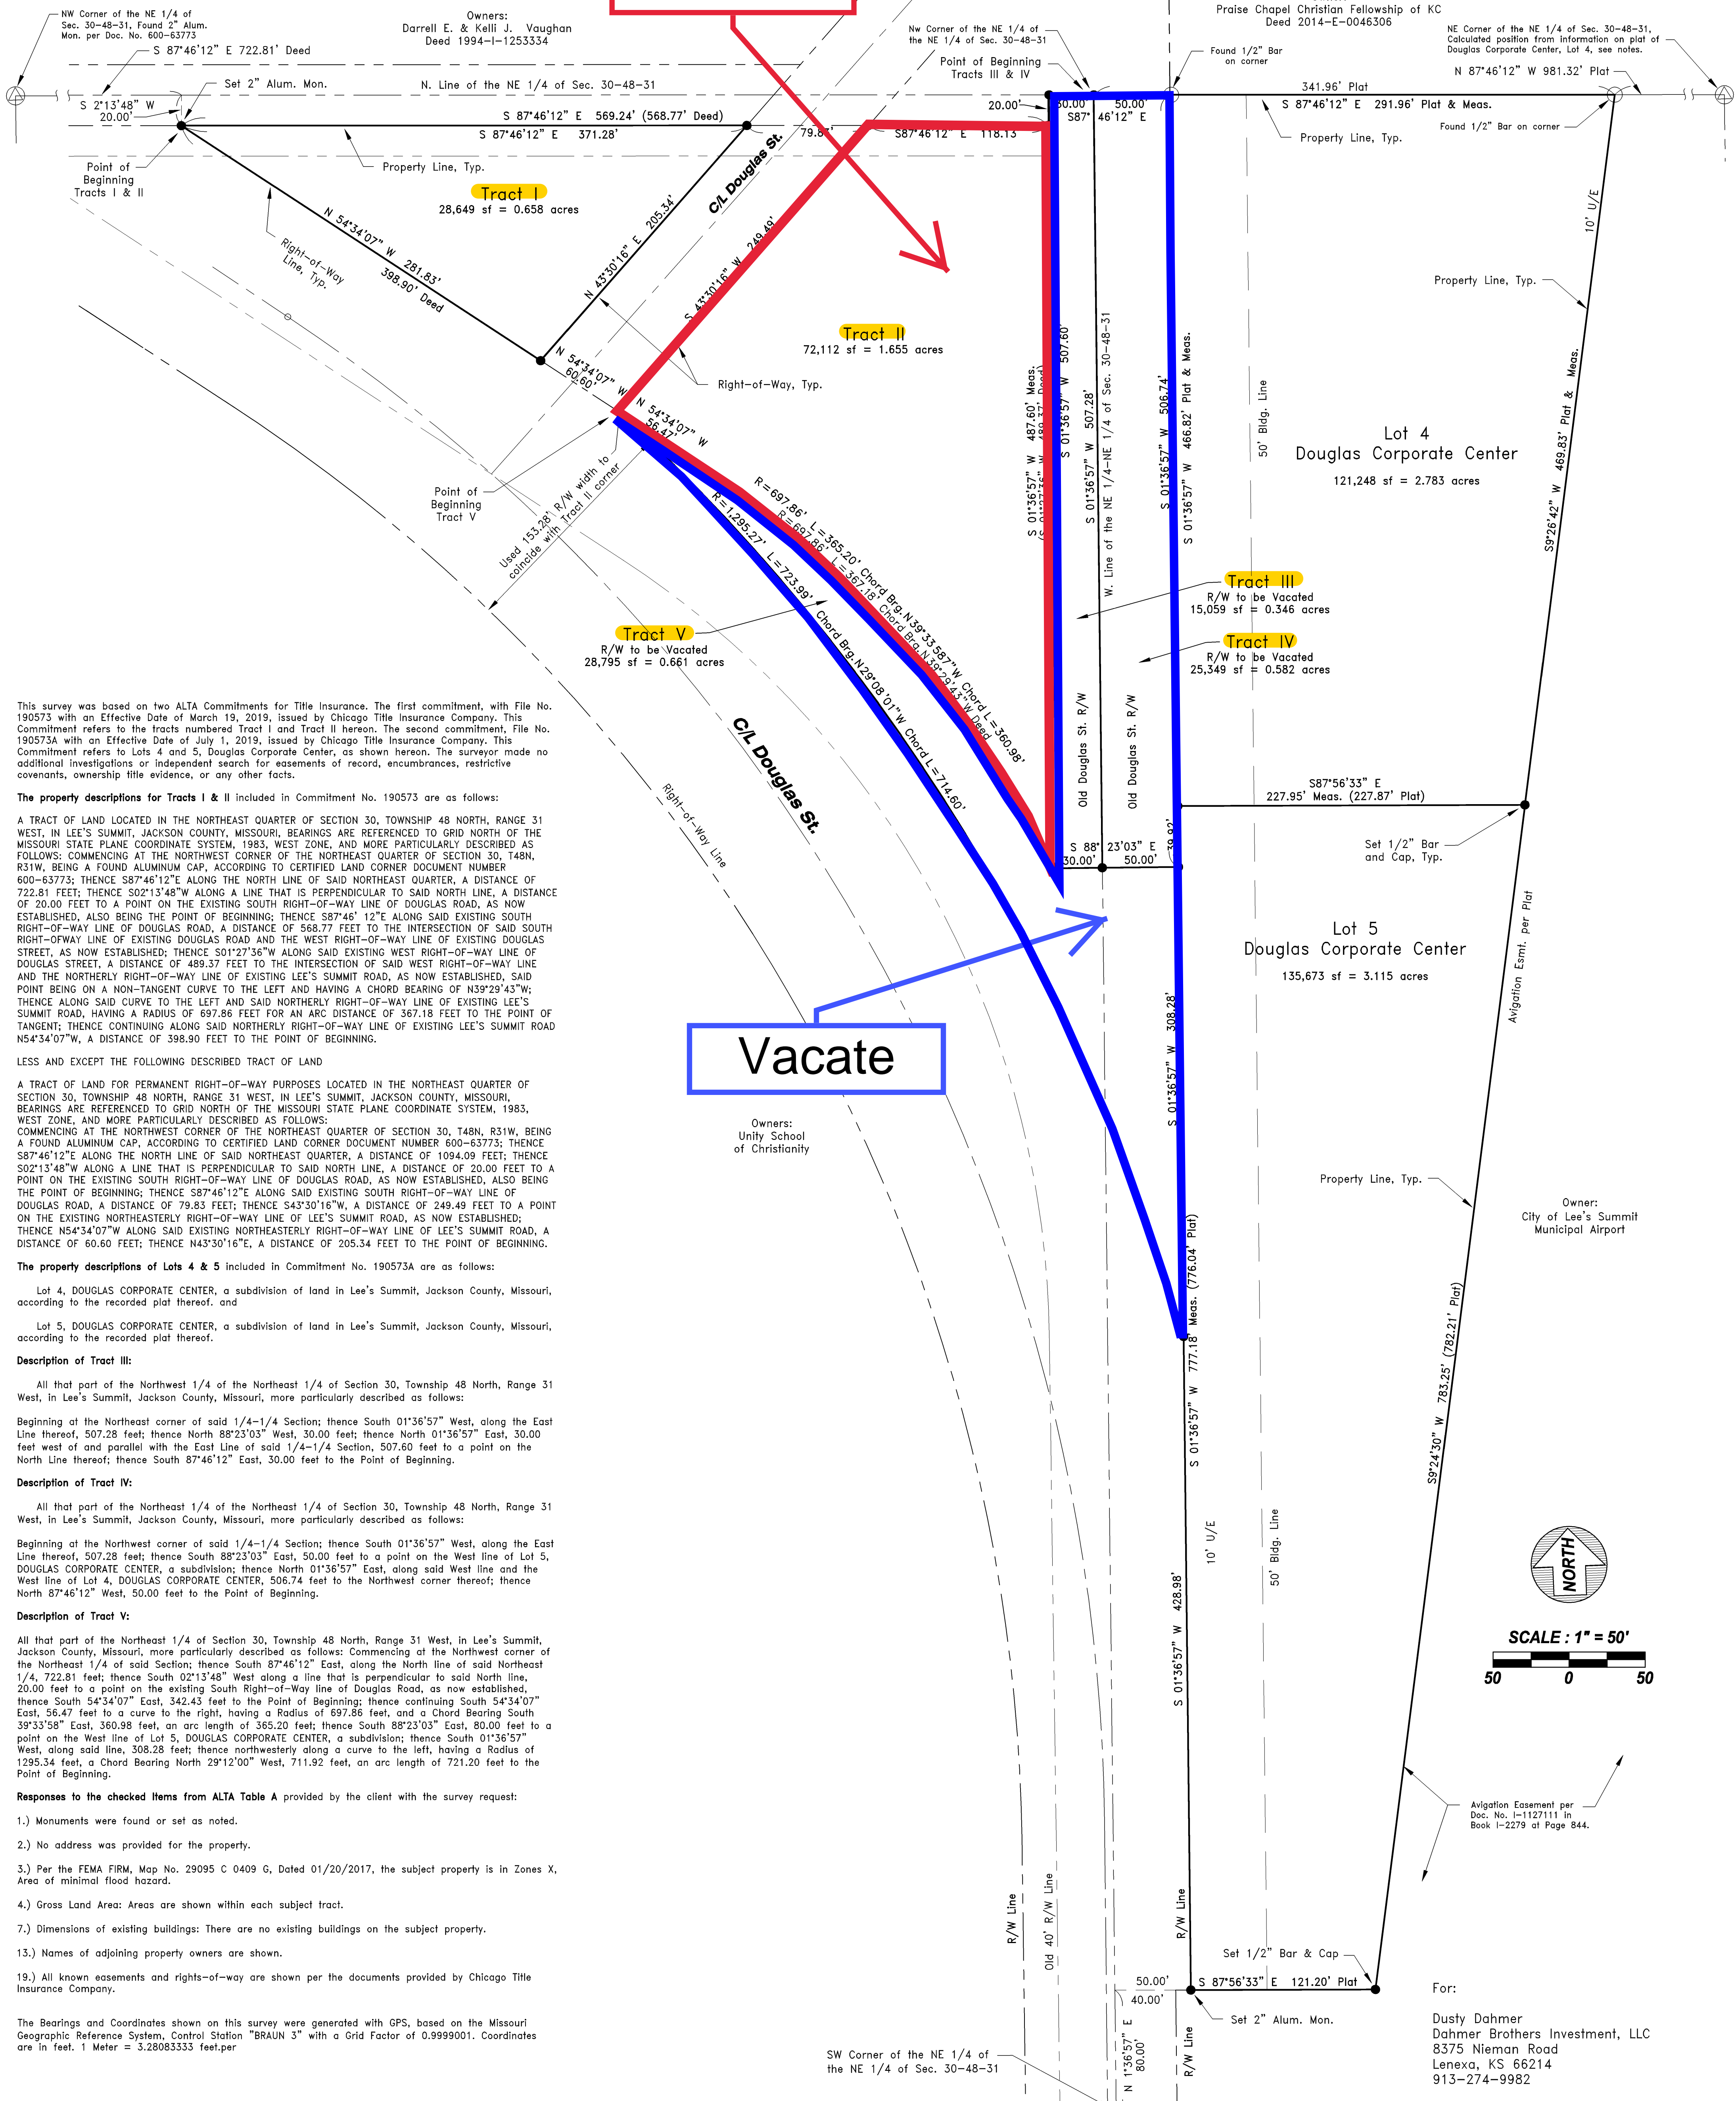 NW Corner of the NE 1/4 of
Sec. 30-48-31, Found 2" Alum.
Mon. per Doc. No. 600-63773
S 87°46'12" E 722.81' Deed
Owners:
Darrell E. & Kelli J. Vaughan
Deed 1994-I-1253334
Nw Corner of the NE 1/4 of
the NE 1/4 of Sec. 30-48-31
Point of Beginning
Tracts III & IV
Praise Chapel Christian Fellowship of KC
Deed 2014-E-0046306
Found 1/2" Bar
on corner
NE Corner of the NE 1/4 of Sec. 30-48-31,
Calculated position from information on plat of
Douglas Corporate Center, Lot 4, see notes.
N 87°46'12" W 981.32' Plat
S 2°13'48" W
20.00'
Set 2" Alum. Mon.
N. Line of the NE 1/4 of Sec. 30-48-31
S 87°46'12" E 569.24' (568.77' Deed)
S 87°46'12" E 371.28'
79.83'
S87°46'12" E 118.13'
20.00'
30.00'
50.00'
S87°46'12" E
341.96' Plat
S 87°46'12" E 291.96' Plat & Meas.
Property Line, Typ.
Found 1/2" Bar on corner
Point of
Beginning
Tracts I & II
Property Line, Typ.
Tract I
28,649 sf = 0.658 acres
C/L Douglas St.
N 54°34'07" W 281.83'
398.90' Deed
Right-of-Way
Line, Typ.
N 43°30'16" E 205.34'
S 43°30'16" W 249.49'
Tract II
72,112 sf = 1.655 acres
Right-of-Way, Typ.
N 54°34'07" W
60.60'
N 54°34'07" W
56.47'
Point of
Beginning
Tract V
Used 153.28' R/W width to
coincide with Tract II corner
R=697.86' L=365.20' Chord Brg. N39°33'58"W Chord L=360.98'
R=697.86' L=367.18' Chord Brg. N39°29'43"W Deed
R=1,295.27' L=723.99' Chord Brg. N29°08'01"W Chord L=714.60'
S 01°36'57" W 487.60' Meas.
S 01°36'57" W 507.60'
S 01°36'57" W 507.28'
W. Line of the NE 1/4-NE 1/4 of Sec. 30-48-31
S 01°36'57" W 506.74'
S 01°36'57" W 466.82' Plat & Meas.
50' Bldg. Line
10' U/E
Property Line, Typ.
S9°26'42" W 469.83' Plat & Meas.
Lot 4
Douglas Corporate Center
121,248 sf = 2.783 acres
Tract III
R/W to be Vacated
15,059 sf = 0.346 acres
Tract IV
R/W to be Vacated
25,349 sf = 0.582 acres
Tract V
R/W to be Vacated
28,795 sf = 0.661 acres
Old Douglas St. R/W
Old Douglas St. R/W
C/L Douglas St.
Right-of-Way Line
S 88°23'03" E
30.00'
50.00'
39.92'
S87°56'33" E
227.95' Meas. (227.87' Plat)
Set 1/2" Bar
and Cap, Typ.
Lot 5
Douglas Corporate Center
135,673 sf = 3.115 acres
Avigation Esmt. per Plat
S 01°36'57" W 308.28'
Vacate
Owners:
Unity School
of Christianity
S 01°36'57" W 777.18' Meas. (776.04' Plat)
Property Line, Typ.
Owner:
City of Lee's Summit
Municipal Airport
S9°24'30" W 783.25' (782.21' Plat)
S 01°36'57" W 428.98'
10' U/E
50' Bldg. Line
NORTH
SCALE : 1" = 50'
50 0 50
Avigation Easement per
Doc. No. I-1127111 in
Book I-2279 at Page 844.
R/W Line
Old 40' R/W Line
R/W Line
Set 1/2" Bar & Cap
50.00'
40.00'
S 87°56'33" E 121.20' Plat
Set 2" Alum. Mon.
N 1°36'57" E
80.00'
R/W Line
SW Corner of the NE 1/4 of
the NE 1/4 of Sec. 30-48-31
For:
Dusty Dahmer
Dahmer Brothers Investment, LLC
8375 Nieman Road
Lenexa, KS 66214
913-274-9982
This survey was based on two ALTA Commitments for Title Insurance. The first commitment, with File No.
190573 with an Effective Date of March 19, 2019, issued by Chicago Title Insurance Company. This
Commitment refers to the tracts numbered Tract I and Tract II hereon. The second commitment, File No.
190573A with an Effective Date of July 1, 2019, issued by Chicago Title Insurance Company. This
Commitment refers to Lots 4 and 5, Douglas Corporate Center, as shown hereon. The surveyor made no
additional investigations or independent search for easements of record, encumbrances, restrictive
covenants, ownership title evidence, or any other facts.
The property descriptions for Tracts I & II included in Commitment No. 190573 are as follows:
A TRACT OF LAND LOCATED IN THE NORTHEAST QUARTER OF SECTION 30, TOWNSHIP 48 NORTH, RANGE 31
WEST, IN LEE'S SUMMIT, JACKSON COUNTY, MISSOURI, BEARINGS ARE REFERENCED TO GRID NORTH OF THE
MISSOURI STATE PLANE COORDINATE SYSTEM, 1983, WEST ZONE, AND MORE PARTICULARLY DESCRIBED AS
FOLLOWS: COMMENCING AT THE NORTHWEST CORNER OF THE NORTHEAST QUARTER OF SECTION 30, T48N,
R31W, BEING A FOUND ALUMINUM CAP, ACCORDING TO CERTIFIED LAND CORNER DOCUMENT NUMBER
600-63773; THENCE S87°46'12"E ALONG THE NORTH LINE OF SAID NORTHEAST QUARTER, A DISTANCE OF
722.81 FEET; THENCE S02°13'48"W ALONG A LINE THAT IS PERPENDICULAR TO SAID NORTH LINE, A DISTANCE
OF 20.00 FEET TO A POINT ON THE EXISTING SOUTH RIGHT-OF-WAY LINE OF DOUGLAS ROAD, AS NOW
ESTABLISHED, ALSO BEING THE POINT OF BEGINNING; THENCE S87°46' 12"E ALONG SAID EXISTING SOUTH
RIGHT-OF-WAY LINE OF DOUGLAS ROAD, A DISTANCE OF 568.77 FEET TO THE INTERSECTION OF SAID SOUTH
RIGHT-OFWAY LINE OF EXISTING DOUGLAS ROAD AND THE WEST RIGHT-OF-WAY LINE OF EXISTING DOUGLAS
STREET, AS NOW ESTABLISHED; THENCE S01°27'36"W ALONG SAID EXISTING WEST RIGHT-OF-WAY LINE OF
DOUGLAS STREET, A DISTANCE OF 489.37 FEET TO THE INTERSECTION OF SAID WEST RIGHT-OF-WAY LINE
AND THE NORTHERLY RIGHT-OF-WAY LINE OF EXISTING LEE'S SUMMIT ROAD, AS NOW ESTABLISHED, SAID
POINT BEING ON A NON-TANGENT CURVE TO THE LEFT AND HAVING A CHORD BEARING OF N39°29'43"W;
THENCE ALONG SAID CURVE TO THE LEFT AND SAID NORTHERLY RIGHT-OF-WAY LINE OF EXISTING LEE'S
SUMMIT ROAD, HAVING A RADIUS OF 697.86 FEET FOR AN ARC DISTANCE OF 367.18 FEET TO THE POINT OF
TANGENT; THENCE CONTINUING ALONG SAID NORTHERLY RIGHT-OF-WAY LINE OF EXISTING LEE'S SUMMIT ROAD
N54°34'07"W, A DISTANCE OF 398.90 FEET TO THE POINT OF BEGINNING.
LESS AND EXCEPT THE FOLLOWING DESCRIBED TRACT OF LAND
A TRACT OF LAND FOR PERMANENT RIGHT-OF-WAY PURPOSES LOCATED IN THE NORTHEAST QUARTER OF
SECTION 30, TOWNSHIP 48 NORTH, RANGE 31 WEST, IN LEE'S SUMMIT, JACKSON COUNTY, MISSOURI,
BEARINGS ARE REFERENCED TO GRID NORTH OF THE MISSOURI STATE PLANE COORDINATE SYSTEM, 1983,
WEST ZONE, AND MORE PARTICULARLY DESCRIBED AS FOLLOWS:
COMMENCING AT THE NORTHWEST CORNER OF THE NORTHEAST QUARTER OF SECTION 30, T48N, R31W, BEING
A FOUND ALUMINUM CAP, ACCORDING TO CERTIFIED LAND CORNER DOCUMENT NUMBER 600-63773; THENCE
S87°46'12"E ALONG THE NORTH LINE OF SAID NORTHEAST QUARTER, A DISTANCE OF 1094.09 FEET; THENCE
S02°13'48"W ALONG A LINE THAT IS PERPENDICULAR TO SAID NORTH LINE, A DISTANCE OF 20.00 FEET TO A
POINT ON THE EXISTING SOUTH RIGHT-OF-WAY LINE OF DOUGLAS ROAD, AS NOW ESTABLISHED, ALSO BEING
THE POINT OF BEGINNING; THENCE S87°46'12"E ALONG SAID EXISTING SOUTH RIGHT-OF-WAY LINE OF
DOUGLAS ROAD, A DISTANCE OF 79.83 FEET; THENCE S43°30'16"W, A DISTANCE OF 249.49 FEET TO A POINT
ON THE EXISTING NORTHEASTERLY RIGHT-OF-WAY LINE OF LEE'S SUMMIT ROAD, AS NOW ESTABLISHED;
THENCE N54°34'07"W ALONG SAID EXISTING NORTHEASTERLY RIGHT-OF-WAY LINE OF LEE'S SUMMIT ROAD, A
DISTANCE OF 60.60 FEET; THENCE N43°30'16"E, A DISTANCE OF 205.34 FEET TO THE POINT OF BEGINNING.
The property descriptions of Lots 4 & 5 included in Commitment No. 190573A are as follows:
Lot 4, DOUGLAS CORPORATE CENTER, a subdivision of land in Lee's Summit, Jackson County, Missouri,
according to the recorded plat thereof. and
Lot 5, DOUGLAS CORPORATE CENTER, a subdivision of land in Lee's Summit, Jackson County, Missouri,
according to the recorded plat thereof.
Description of Tract III:
All that part of the Northwest 1/4 of the Northeast 1/4 of Section 30, Township 48 North, Range 31
West, in Lee's Summit, Jackson County, Missouri, more particularly described as follows:
Beginning at the Northeast corner of said 1/4-1/4 Section; thence South 01°36'57" West, along the East
Line thereof, 507.28 feet; thence North 88°23'03" West, 30.00 feet; thence North 01°36'57" East, 30.00
feet west of and parallel with the East Line of said 1/4-1/4 Section, 507.60 feet to a point on the
North Line thereof; thence South 87°46'12" East, 30.00 feet to the Point of Beginning.
Description of Tract IV:
All that part of the Northeast 1/4 of the Northeast 1/4 of Section 30, Township 48 North, Range 31
West, in Lee's Summit, Jackson County, Missouri, more particularly described as follows:
Beginning at the Northwest corner of said 1/4-1/4 Section; thence South 01°36'57" West, along the East
Line thereof, 507.28 feet; thence South 88°23'03" East, 50.00 feet to a point on the West line of Lot 5,
DOUGLAS CORPORATE CENTER, a subdivision; thence North 01°36'57" East, along said West line and the
West line of Lot 4, DOUGLAS CORPORATE CENTER, 506.74 feet to the Northwest corner thereof; thence
North 87°46'12" West, 50.00 feet to the Point of Beginning.
Description of Tract V:
All that part of the Northeast 1/4 of Section 30, Township 48 North, Range 31 West, in Lee's Summit,
Jackson County, Missouri, more particularly described as follows: Commencing at the Northwest corner of
the Northeast 1/4 of said Section; thence South 87°46'12" East, along the North line of said Northeast
1/4, 722.81 feet; thence South 02°13'48" West along a line that is perpendicular to said North line,
20.00 feet to a point on the existing South Right-of-Way line of Douglas Road, as now established,
thence South 54°34'07" East, 342.43 feet to the Point of Beginning; thence continuing South 54°34'07"
East, 56.47 feet to a curve to the right, having a Radius of 697.86 feet, and a Chord Bearing South
39°33'58" East, 360.98 feet, an arc length of 365.20 feet; thence South 88°23'03" East, 80.00 feet to a
point on the West line of Lot 5, DOUGLAS CORPORATE CENTER, a subdivision; thence South 01°36'57"
West, along said line, 308.28 feet; thence northwesterly along a curve to the left, having a Radius of
1295.34 feet, a Chord Bearing North 29°12'00" West, 711.92 feet, an arc length of 721.20 feet to the
Point of Beginning.
Responses to the checked Items from ALTA Table A provided by the client with the survey request:
1.) Monuments were found or set as noted.
2.) No address was provided for the property.
3.) Per the FEMA FIRM, Map No. 29095 C 0409 G, Dated 01/20/2017, the subject property is in Zones X,
Area of minimal flood hazard.
4.) Gross Land Area: Areas are shown within each subject tract.
7.) Dimensions of existing buildings: There are no existing buildings on the subject property.
13.) Names of adjoining property owners are shown.
19.) All known easements and rights-of-way are shown per the documents provided by Chicago Title
Insurance Company.
The Bearings and Coordinates shown on this survey were generated with GPS, based on the Missouri
Geographic Reference System, Control Station "BRAUN 3" with a Grid Factor of 0.9999001. Coordinates
are in feet. 1 Meter = 3.28083333 feet.per